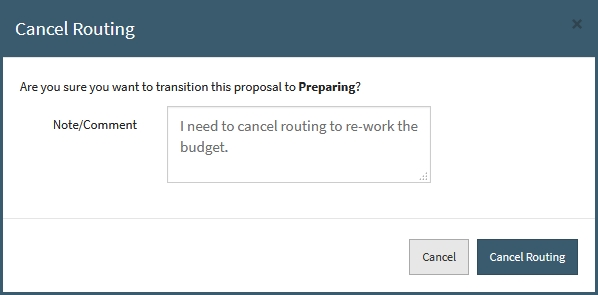 Cancel Routing
Are you sure you want to transition this proposal to Preparing?
Note/Comment
I need to cancel routing to re-work the
budget.
Cancel
Cancel Routing